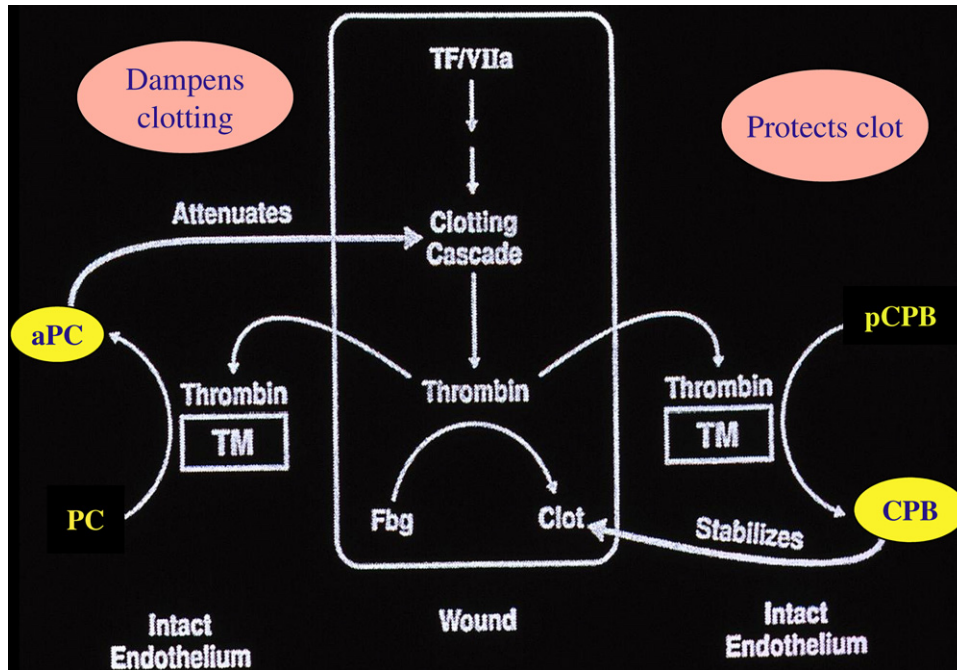 TF/VIIa
Dampens
clotting
Protects clot
Attenuates
Clotting
Cascade
aPC
pCPB
Thrombin
TM
Thrombin
Thrombin
TM
PC
Fbg
Clot
CPB
Stabilizes
Intact
Endothelium
Wound
Intact
Endothelium